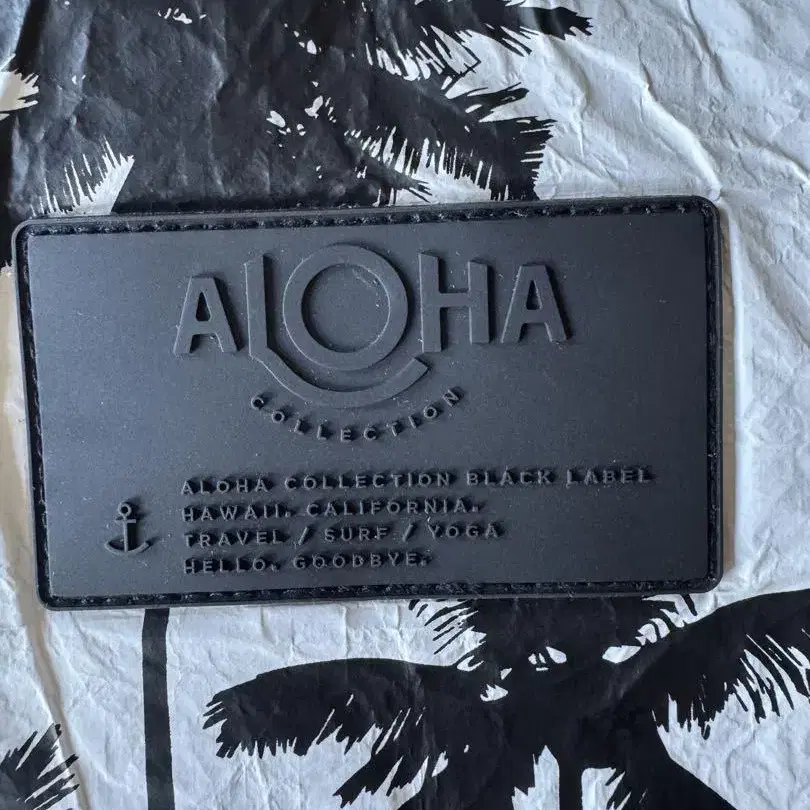 ALOHA
COLLECTION
ALOHA COLLECTION BLACK LABEL
HAWAII. CALIFORNIA.
TRAVEL / SURF / YOGA
HELLO. GOODBYE.